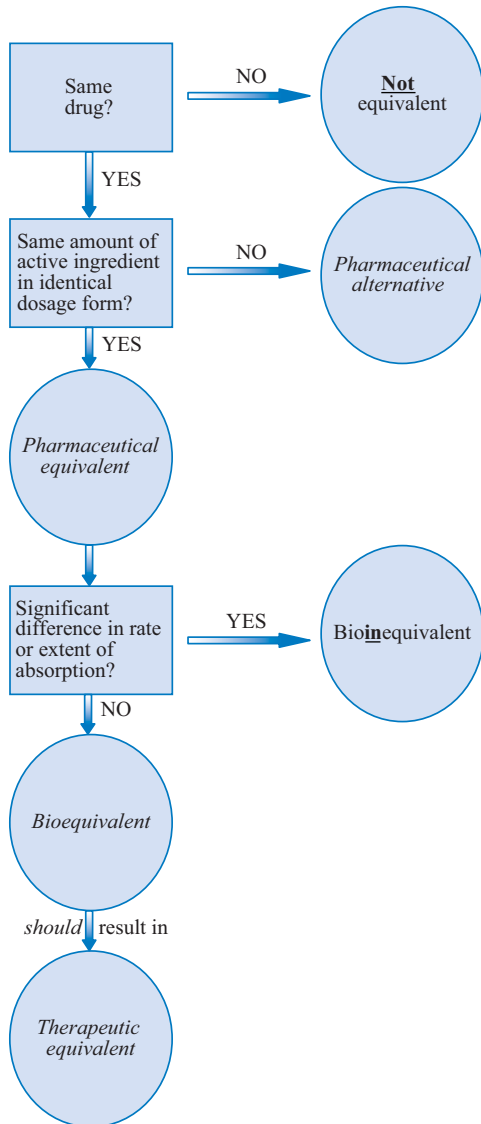 Same
drug?
NO
Not
equivalent
YES
Same amount of
active ingredient
in identical
dosage form?
NO
Pharmaceutical
alternative
YES
Pharmaceutical
equivalent
Significant
difference in rate
or extent of
absorption?
YES
Bioinequivalent
NO
Bioequivalent
should result in
Therapeutic
equivalent